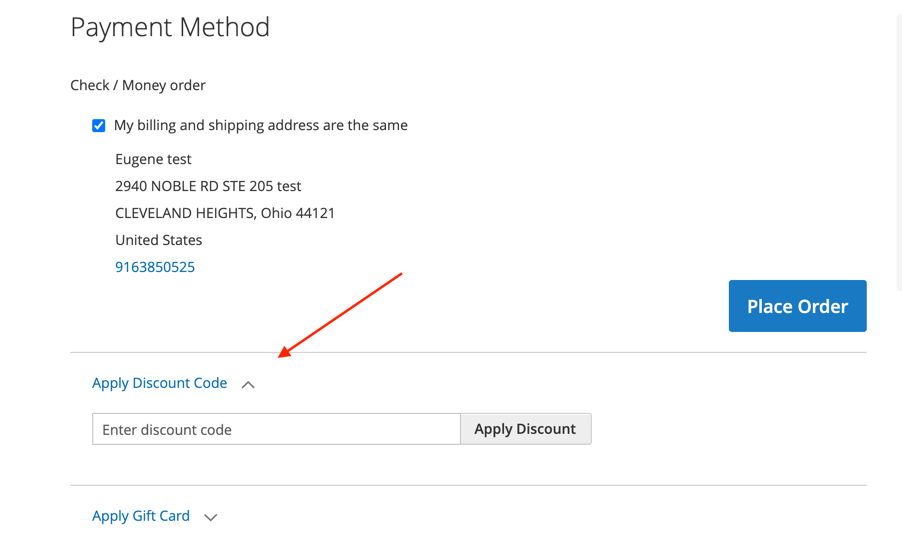 Payment Method
Check / Money order
My billing and shipping address are the same
Eugene test
2940 NOBLE RD STE 205 test
CLEVELAND HEIGHTS, Ohio 44121
United States
9163850525
Place Order
Apply Discount Code
Enter discount code
Apply Discount
Apply Gift Card